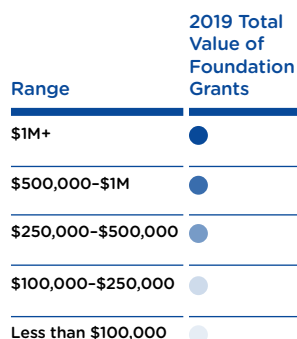 2019 Total
Value of
Foundation
Range Grants
$1M+
$500,000–$1M
$250,000–$500,000
$100,000–$250,000
Less than $100,000